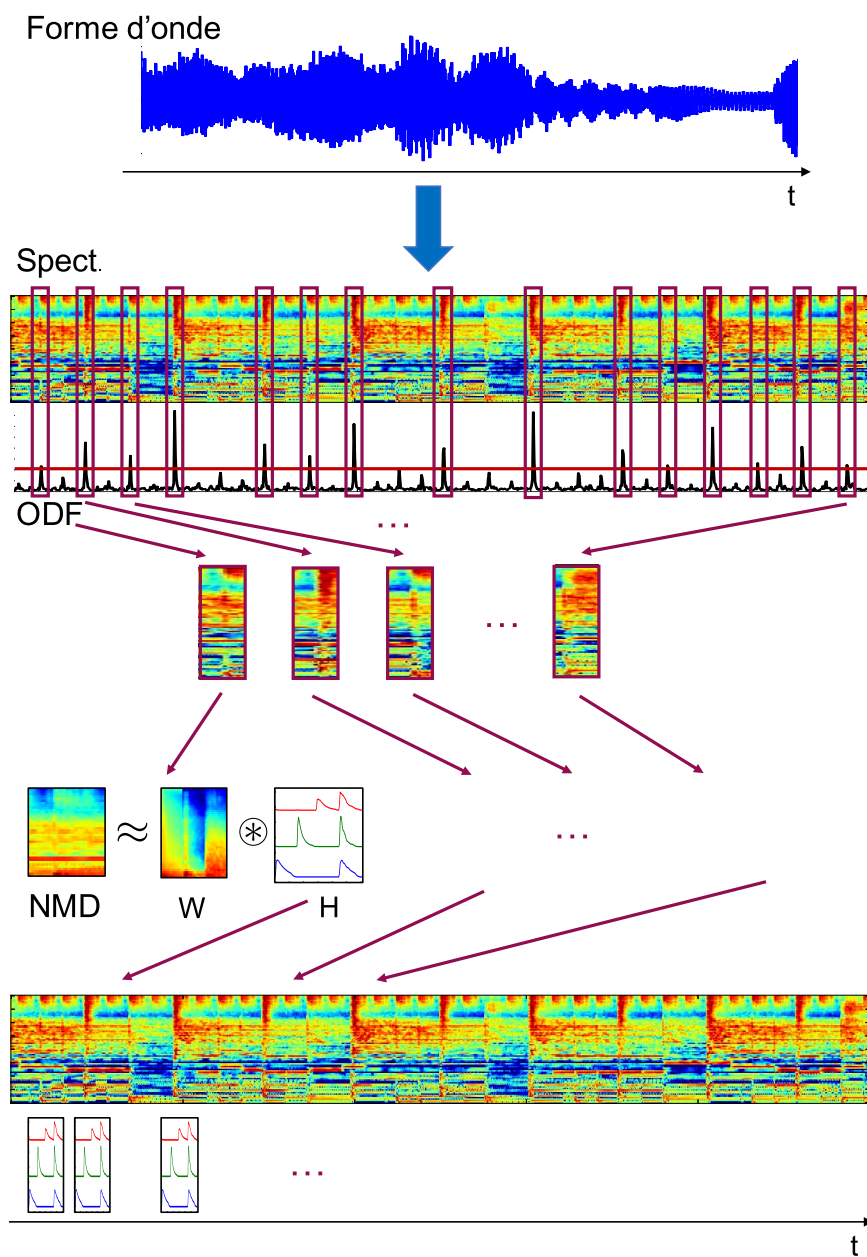 Forme d'onde
t
Spect.
ODF
...
...
≈ ⊛
...
NMD W H
...
t